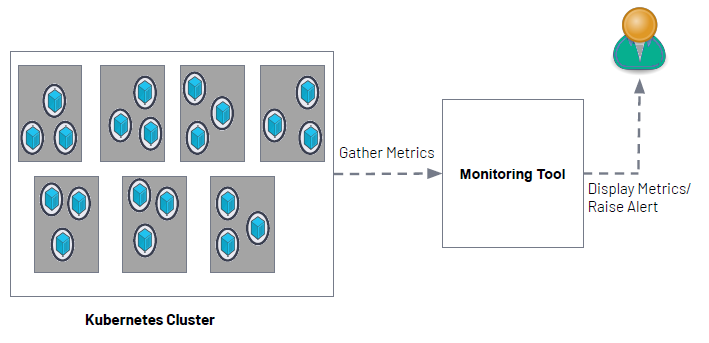 Gather Metrics
Monitoring Tool
Display Metrics/
Raise Alert
Kubernetes Cluster